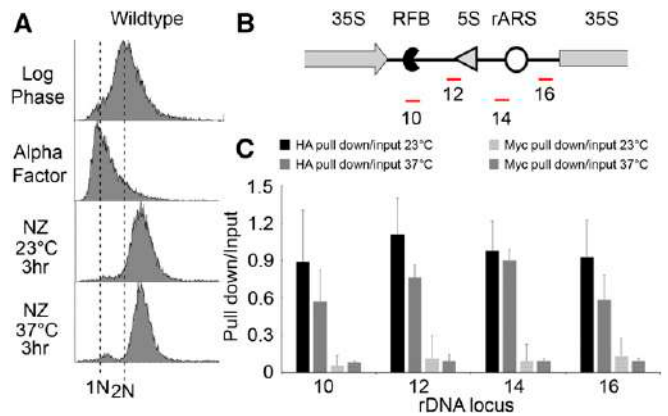 A
Wildtype
Log
Phase
Alpha
Factor
NZ
23°C
3hr
NZ
37°C
3hr
1N
2N
B
35S RFB 5S rARS 35S
12
16
10
14
C
HA pull down/input 23°C
Myc pull down/input 23°C
HA pull down/input 37°C
Myc pull down/input 37°C
Pull down/Input
1.5
1.2
0.9
0.6
0.3
0
10 12 14 16
rDNA locus